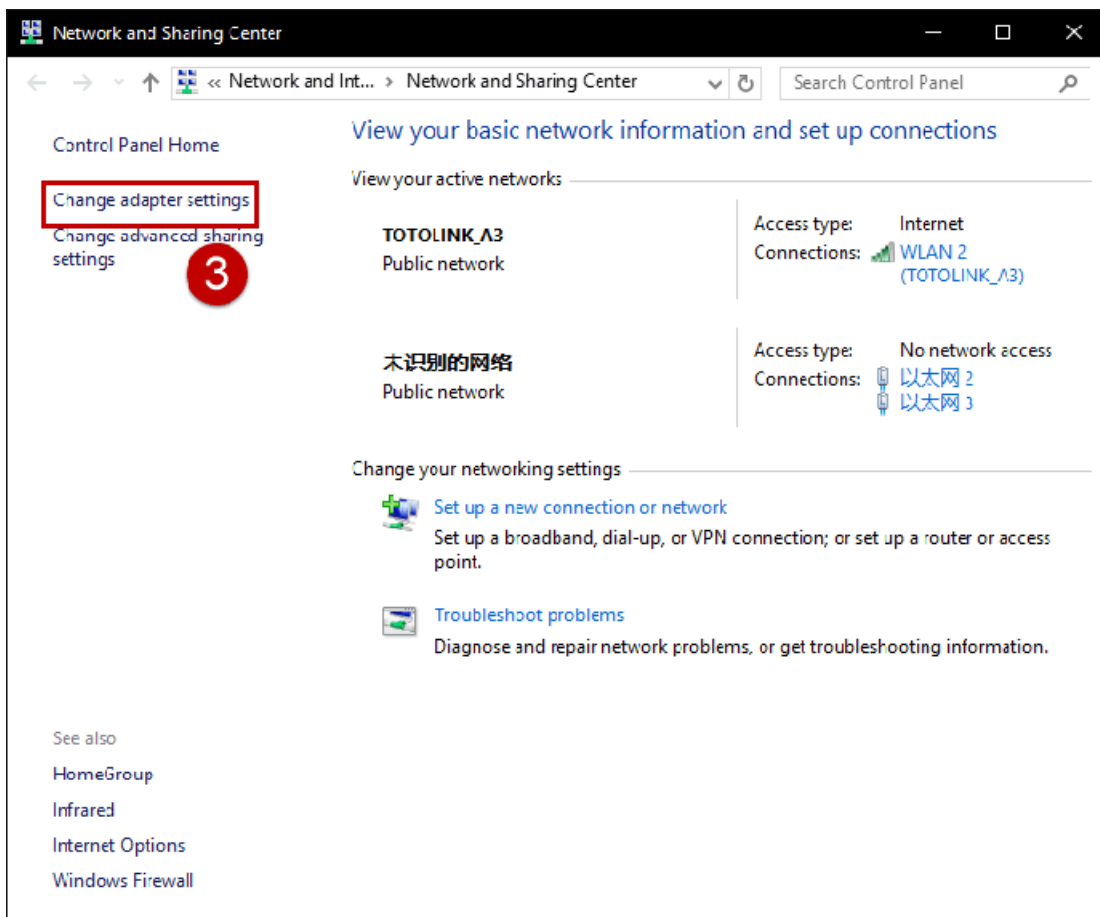 Network and Sharing Center
« Network and Int... › Network and Sharing Center
Search Control Panel
Control Panel Home
Change adapter settings
Change advanced sharing
settings
3
View your basic network information and set up connections
View your active networks
TOTOLINK_A3
Public network
Access type: Internet
Connections: WLAN 2
(TOTOLINK_A3)
未识别的网络
Public network
Access type: No network access
Connections: 以太网 2
以太网 3
Change your networking settings
Set up a new connection or network
Set up a broadband, dial-up, or VPN connection; or set up a router or access
point.
Troubleshoot problems
Diagnose and repair network problems, or get troubleshooting information.
See also
HomeGroup
Infrared
Internet Options
Windows Firewall